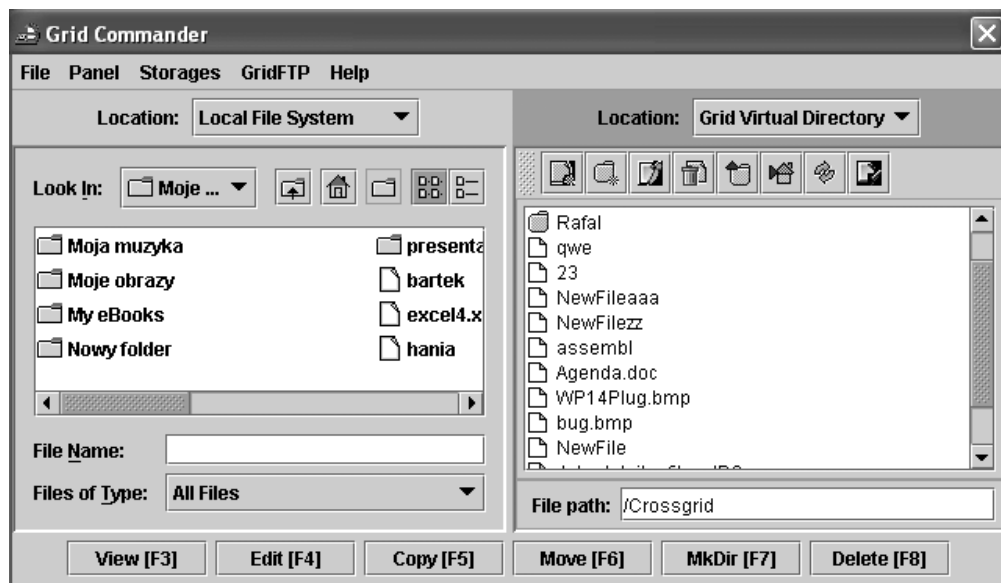 Grid Commander
File Panel Storages GridFTP Help
Location: Local File System
Look In: Moje ...
Moja muzyka
Moje obrazy
My eBooks
Nowy folder
presenta
bartek
excel4.x
hania
File Name:
Files of Type: All Files
Location: Grid Virtual Directory
Rafal
qwe
23
NewFileaaa
NewFilezz
assembl
Agenda.doc
WP14Plug.bmp
bug.bmp
NewFile
File path: /Crossgrid
View [F3] Edit [F4] Copy [F5] Move [F6] MkDir [F7] Delete [F8]